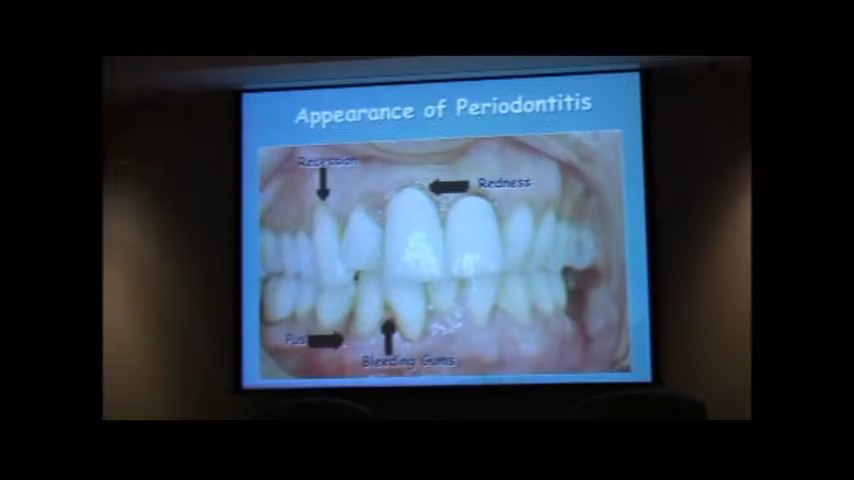 Appearance of Periodontitis
Recession
Redness
Pus
Bleeding Gums